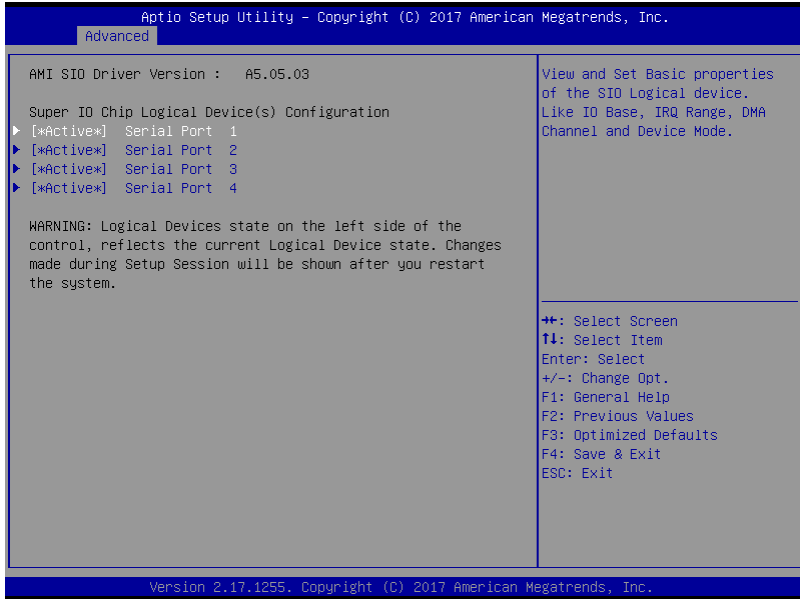 Aptio Setup Utility – Copyright (C) 2017 American Megatrends, Inc.
Advanced
AMI SIO Driver Version :   A5.05.03
Super IO Chip Logical Device(s) Configuration
[*Active*]  Serial Port  1
[*Active*]  Serial Port  2
[*Active*]  Serial Port  3
[*Active*]  Serial Port  4
WARNING: Logical Devices state on the left side of the
control, reflects the current Logical Device state. Changes
made during Setup Session will be shown after you restart
the system.
View and Set Basic properties
of the SIO Logical device.
Like IO Base, IRQ Range, DMA
Channel and Device Mode.
→←: Select Screen
↑↓: Select Item
Enter: Select
+/-: Change Opt.
F1: General Help
F2: Previous Values
F3: Optimized Defaults
F4: Save & Exit
ESC: Exit
Version 2.17.1255. Copyright (C) 2017 American Megatrends, Inc.